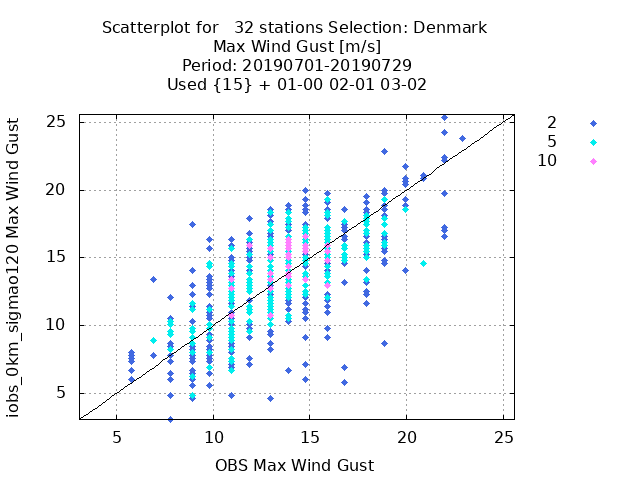 Scatterplot for   32 stations Selection: Denmark
Max Wind Gust [m/s]
Period: 20190701-20190729
Used {15} + 01-00 02-01 03-02
iobs_0km_sigmao120 Max Wind Gust
25
20
15
10
5
5 10 15 20 25
OBS Max Wind Gust
2
5
10